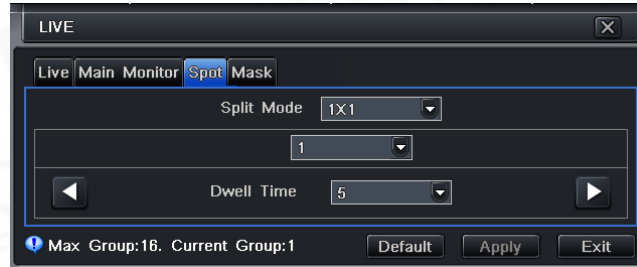 LIVE
Live Main Monitor Spot Mask
Split Mode 1X1
1
Dwell Time 5
Max Group:16. Current Group:1 Default Apply Exit